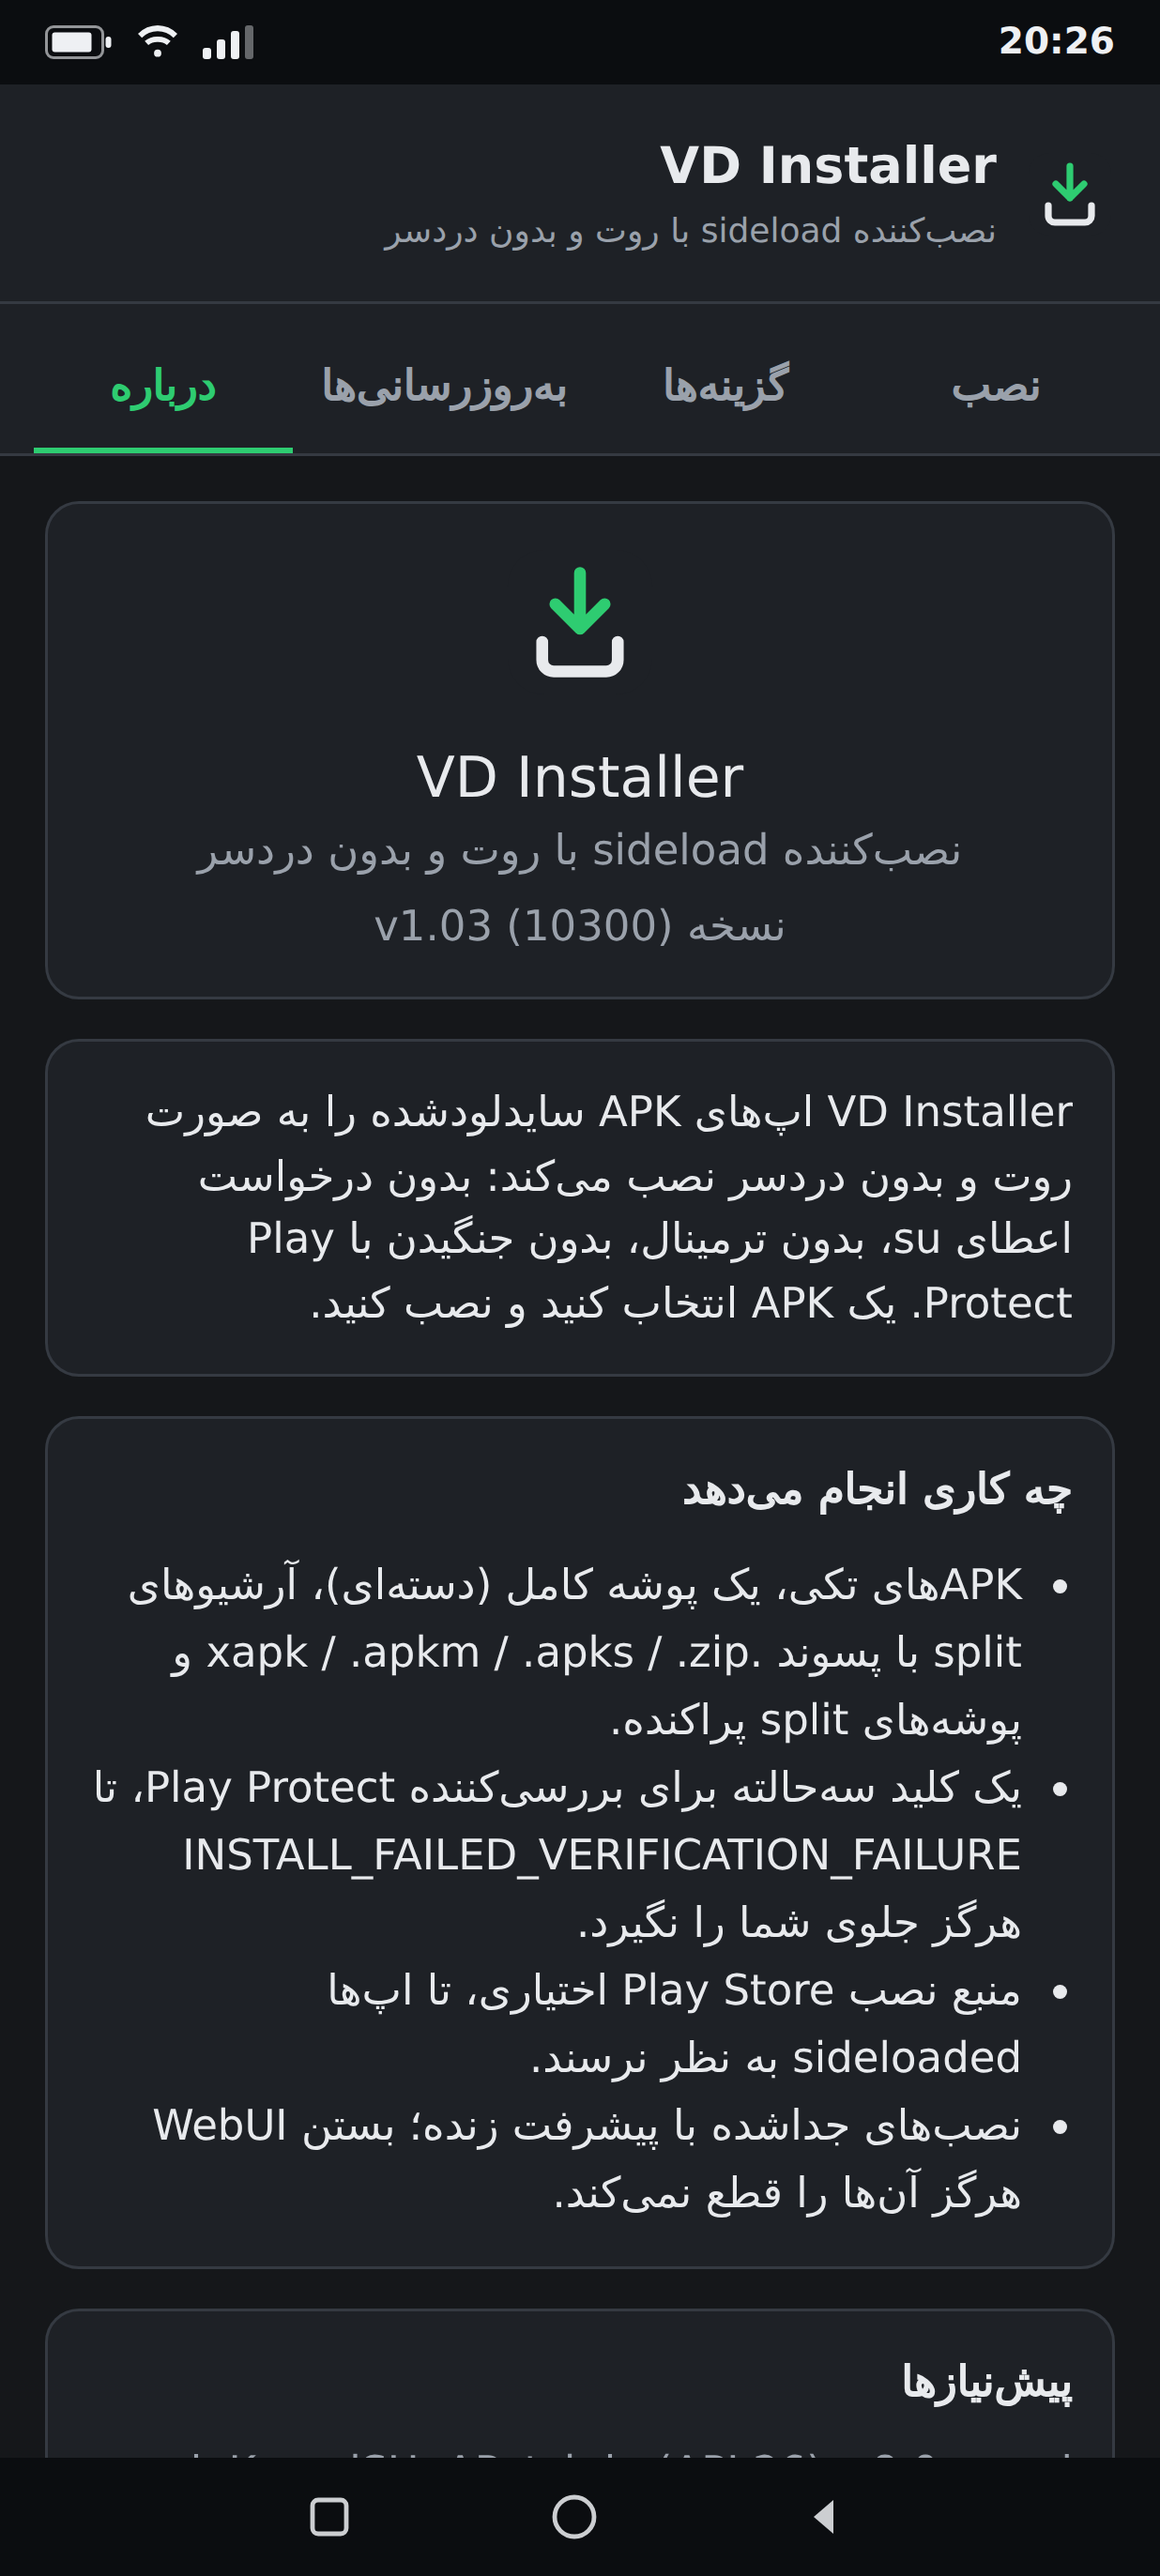 20:26
VD Installer
نصب‌کننده sideload با روت و بدون دردسر
نصب
گزینه‌ها
به‌روزرسانی‌ها
درباره
VD Installer
نصب‌کننده sideload با روت و بدون دردسر
نسخه v1.03 (10300)
VD Installer اپ‌های APK سایدلودشده را به صورت
روت و بدون دردسر نصب می‌کند: بدون درخواست
اعطای su، بدون ترمینال، بدون جنگیدن با Play
Protect. یک APK انتخاب کنید و نصب کنید.
چه کاری انجام می‌دهد
• APKهای تکی، یک پوشه کامل (دسته‌ای)، آرشیوهای
split با پسوند .xapk / .apkm / .apks / .zip و
پوشه‌های split پراکنده.
• یک کلید سه‌حالته برای بررسی‌کننده Play Protect، تا
INSTALL_FAILED_VERIFICATION_FAILURE
هرگز جلوی شما را نگیرد.
• منبع نصب Play Store اختیاری، تا اپ‌ها
sideloaded به نظر نرسند.
• نصب‌های جداشده با پیشرفت زنده؛ بستن WebUI
هرگز آن‌ها را قطع نمی‌کند.
پیش‌نیازها